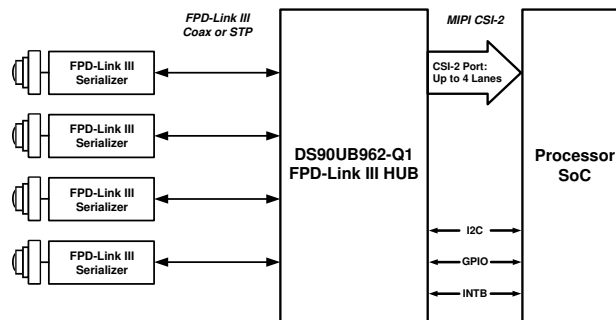 FPD-Link III
Coax or STP
MIPI CSI-2
FPD-Link III
Serializer
CSI-2 Port:
Up to 4 Lanes
FPD-Link III
Serializer
DS90UB962-Q1
FPD-Link III HUB
Processor
SoC
FPD-Link III
Serializer
I2C
FPD-Link III
Serializer
GPIO
INTB